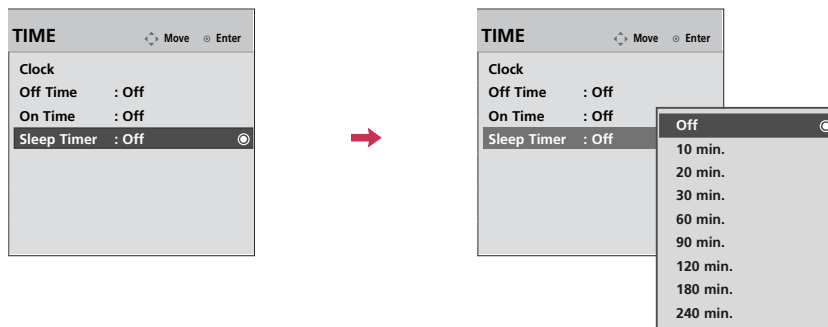 TIME
Move Enter
Clock
Off Time : Off
On Time : Off
Sleep Timer : Off
TIME
Move Enter
Clock
Off Time : Off
On Time : Off
Sleep Timer : Off
Off
10 min.
20 min.
30 min.
60 min.
90 min.
120 min.
180 min.
240 min.